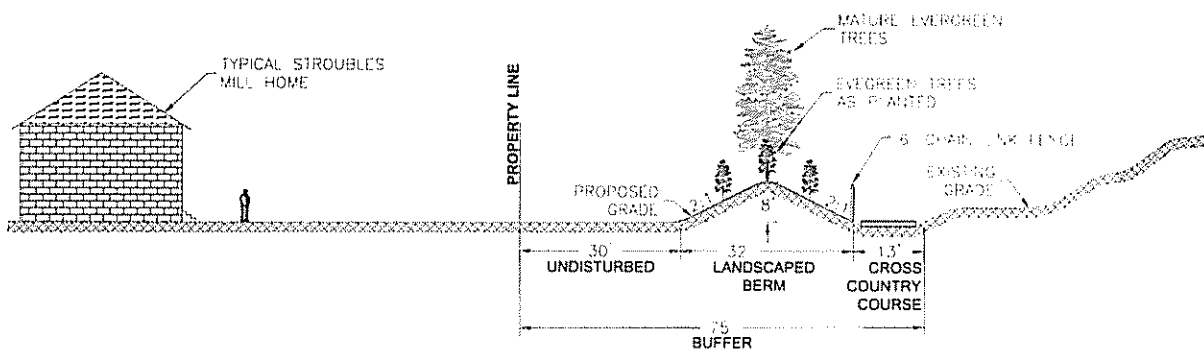 MATURE EVERGREEN
TREES
TYPICAL STROUBLES
MILL HOME
PROPERTY LINE
EVEGREEN TREES
AS PLANTED
6' CHAIN LINK FENCE
PROPOSED
GRADE
2:1
8'
2:1
EXISTING
GRADE
30'
UNDISTURBED
32'
LANDSCAPED
BERM
13'
CROSS
COUNTRY
COURSE
75'
BUFFER